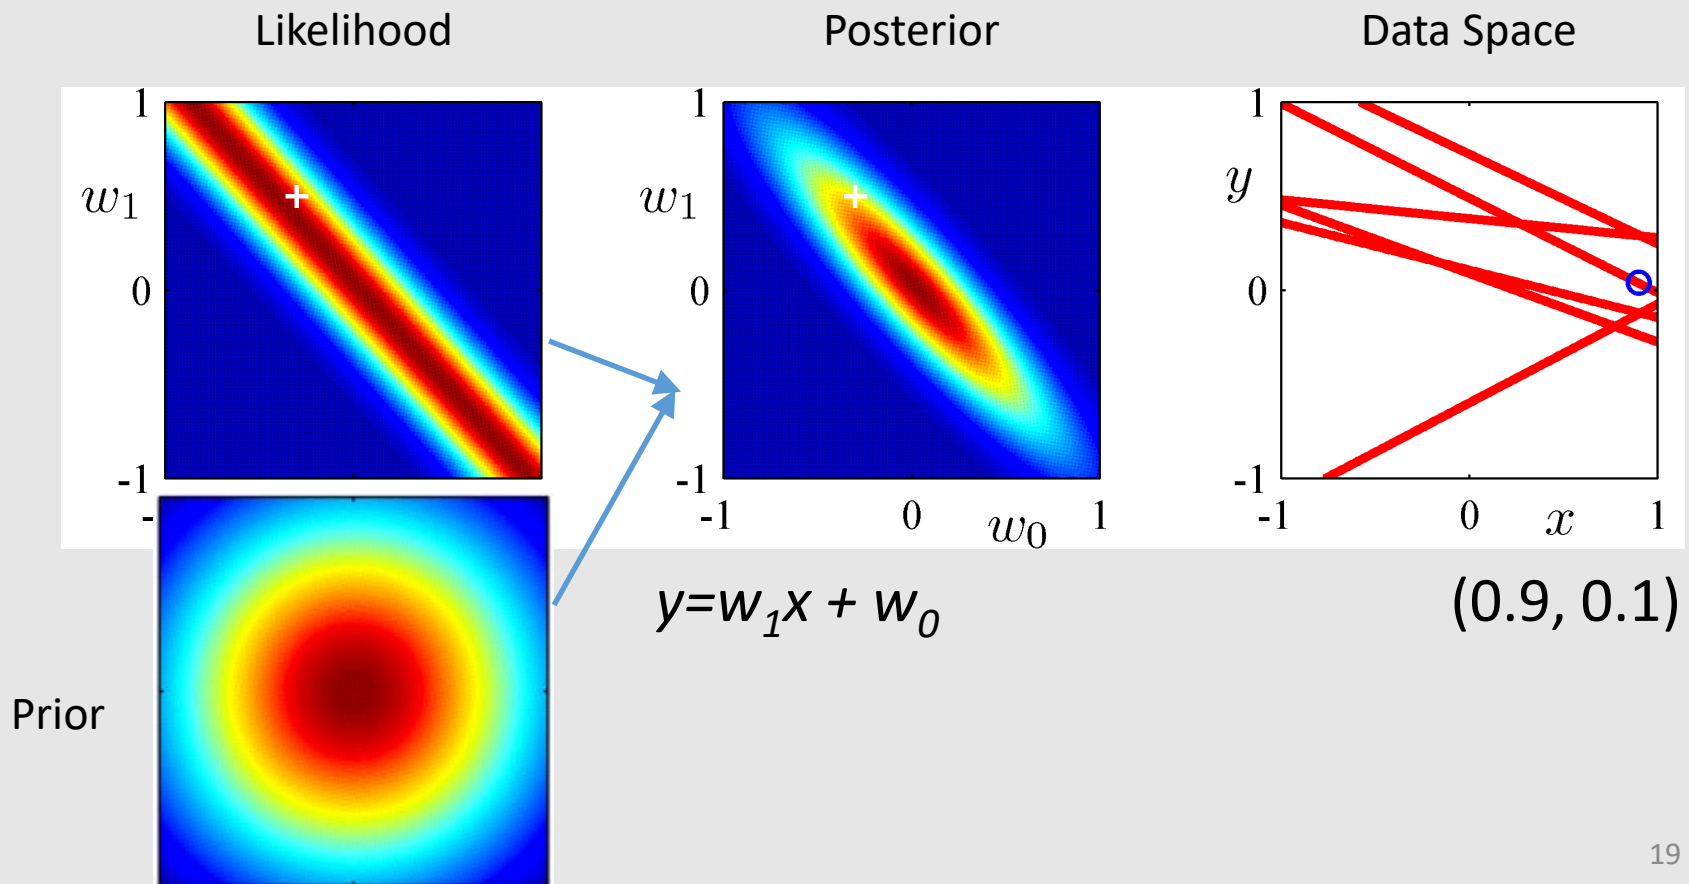 Likelihood Posterior Data Space
1 1 1
w₁ w₁ y
0 0 0
-1 -1 -1
- -1 0 w₀ 1 -1 0 x 1
y=w₁x + w₀ (0.9, 0.1)
Prior
19